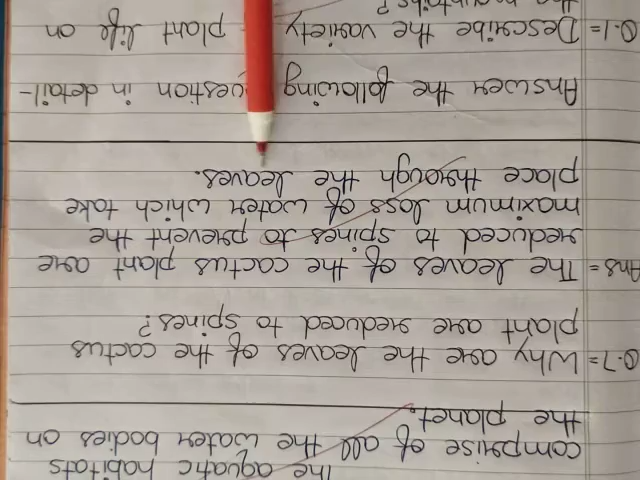 The aquatic habitats
comprise of all the water bodies on
the planet.
Q.7= Why are the leaves of the cactus
plant are reduced to spines?
Ans= The leaves of the cactus plant are
reduced to spines to prevent the
maximum loss of water which take
place through the leaves.
Answer the following question in detail-
Q.1= Describe the variety plant life on
the mountains?